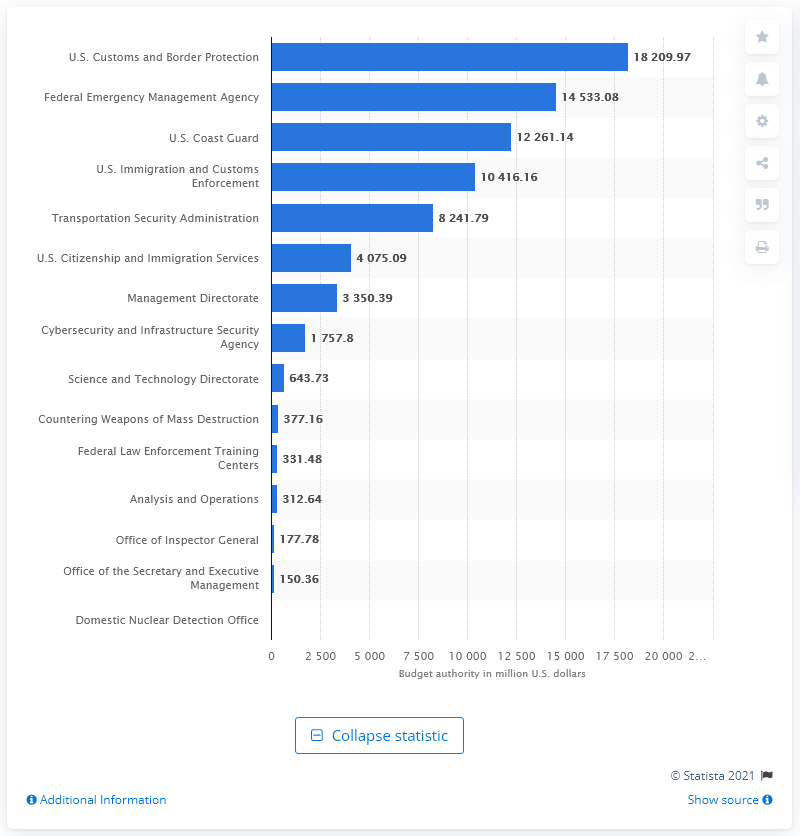 U.S. Customs and Border Protection 18 209.97
Federal Emergency Management Agency 14 533.08
U.S. Coast Guard 12 261.14
U.S. Immigration and Customs
Enforcement 10 416.16
Transportation Security Administration 8 241.79
U.S. Citizenship and Immigration Services 4 075.09
Management Directorate 3 350.39
Cybersecurity and Infrastructure Security
Agency 1 757.8
Science and Technology Directorate 643.73
Countering Weapons of Mass Destruction 377.16
Federal Law Enforcement Training
Centers 331.48
Analysis and Operations 312.64
Office of Inspector General 177.78
Office of the Secretary and Executive
Management 150.36
Domestic Nuclear Detection Office
0 2 500 5 000 7 500 10 000 12 500 15 000 17 500 20 000 2...
Budget authority in million U.S. dollars
Collapse statistic
© Statista 2021
Additional Information Show source